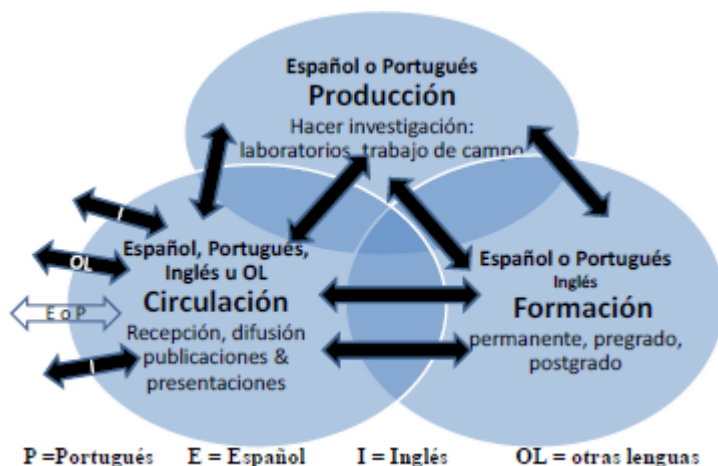 Español o Portugués
Producción
Hacer investigación:
laboratorios, trabajo de campo
I
OL
E o P
I
Español, Portugués,
Inglés u OL
Circulación
Recepción, difusión
publicaciones &
presentaciones
Español o Portugués
Inglés
Formación
permanente, pregrado,
postgrado
P =Portugués E = Español I = Inglés OL = otras lenguas